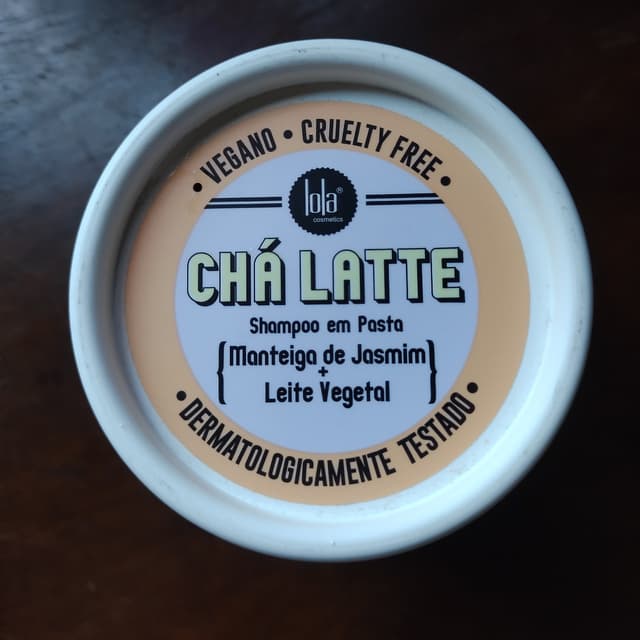 • VEGANO • CRUELTY FREE •
lola®
cosmetics
CHÁ LATTE
Shampoo em Pasta
{Manteiga de Jasmim
+
Leite Vegetal}
• DERMATOLOGICAMENTE TESTADO •